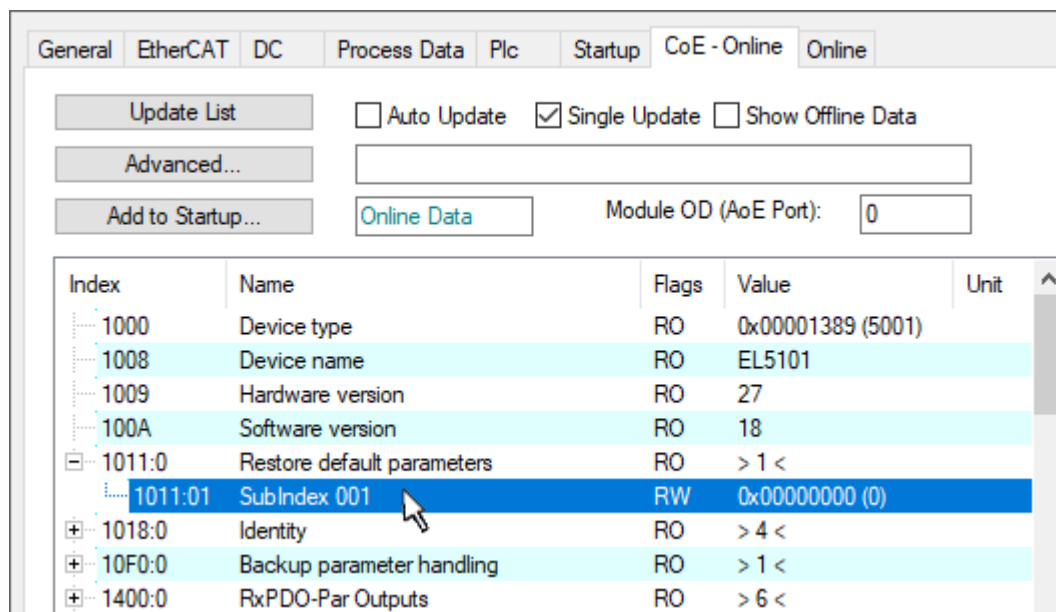 General EtherCAT DC Process Data Plc Startup CoE - Online Online
Update List Auto Update Single Update Show Offline Data
Advanced...
Add to Startup... Online Data Module OD (AoE Port): 0
Index Name Flags Value Unit
1000 Device type RO 0x00001389 (5001)
1008 Device name RO EL5101
1009 Hardware version RO 27
100A Software version RO 18
1011:0 Restore default parameters RO > 1 <
1011:01 SubIndex 001 RW 0x00000000 (0)
1018:0 Identity RO > 4 <
10F0:0 Backup parameter handling RO > 1 <
1400:0 RxPDO-Par Outputs RO > 6 <